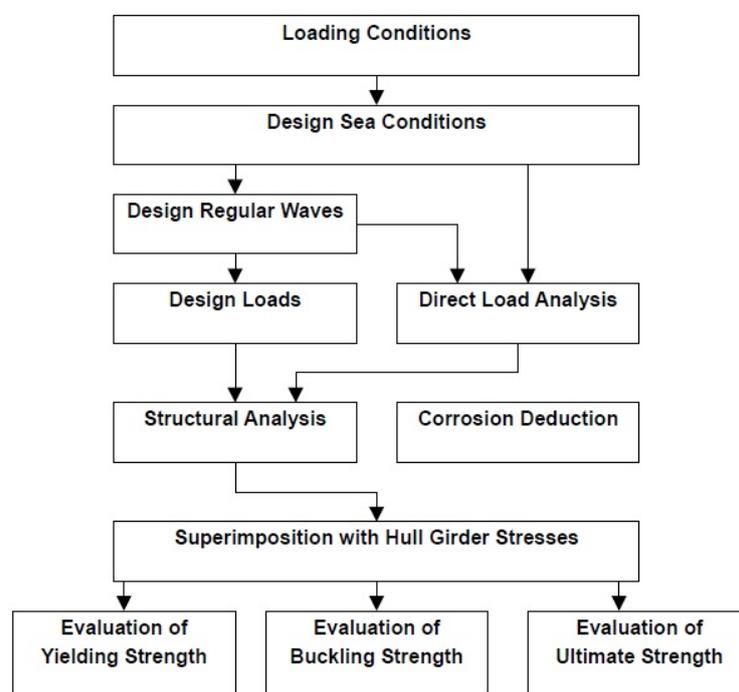 Loading Conditions
Design Sea Conditions
Design Regular Waves
Design Loads
Direct Load Analysis
Structural Analysis
Corrosion Deduction
Superimposition with Hull Girder Stresses
Evaluation of
Yielding Strength
Evaluation of
Buckling Strength
Evaluation of
Ultimate Strength